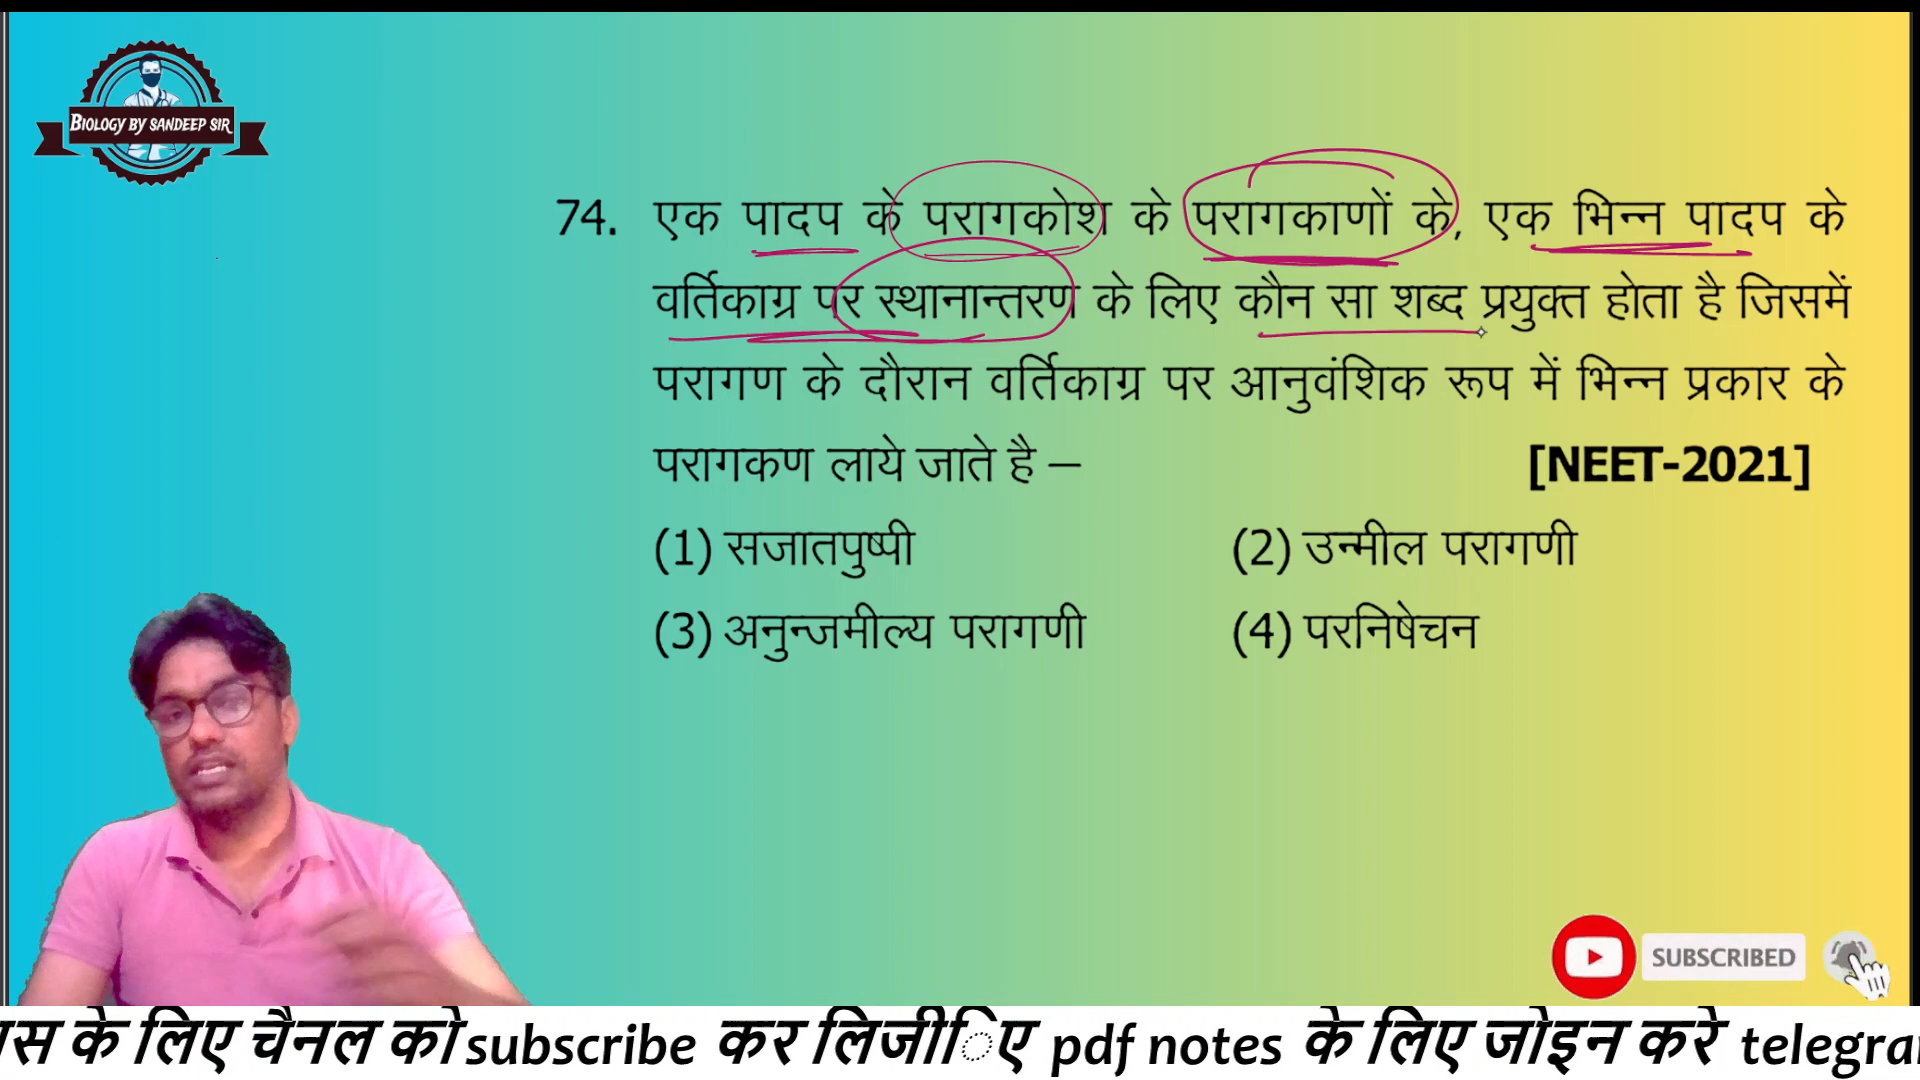 BIOLOGY BY SANDEEP SIR
74. एक पादप के परागकोश के परागकाणों के, एक भिन्न पादप के
वर्तिकाग्र पर स्थानान्तरण के लिए कौन सा शब्द प्रयुक्त होता है जिसमें
परागण के दौरान वर्तिकाग्र पर आनुवंशिक रूप में भिन्न प्रकार के
परागकण लाये जाते है –
[NEET-2021]
(1) सजातपुष्पी (2) उन्मील परागणी
(3) अनुन्जमील्य परागणी (4) परनिषेचन
SUBSCRIBED
के लिए चैनल को subscribe कर लिजीिए pdf notes के लिए जोइन करे